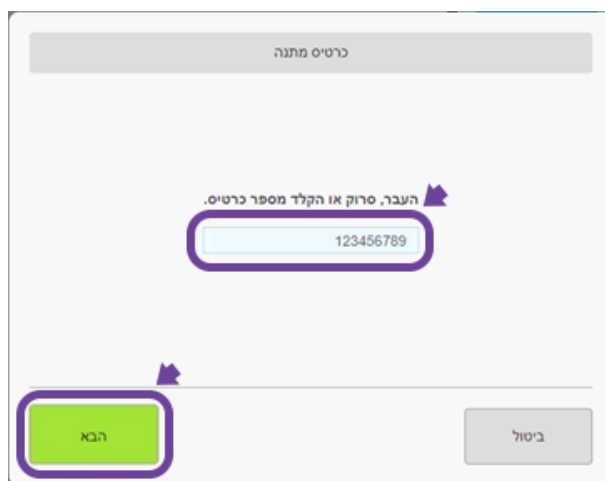 כרטיס מתנה
העבר, סרוק או הקלד מספר כרטיס.
123456789
הבא
ביטול